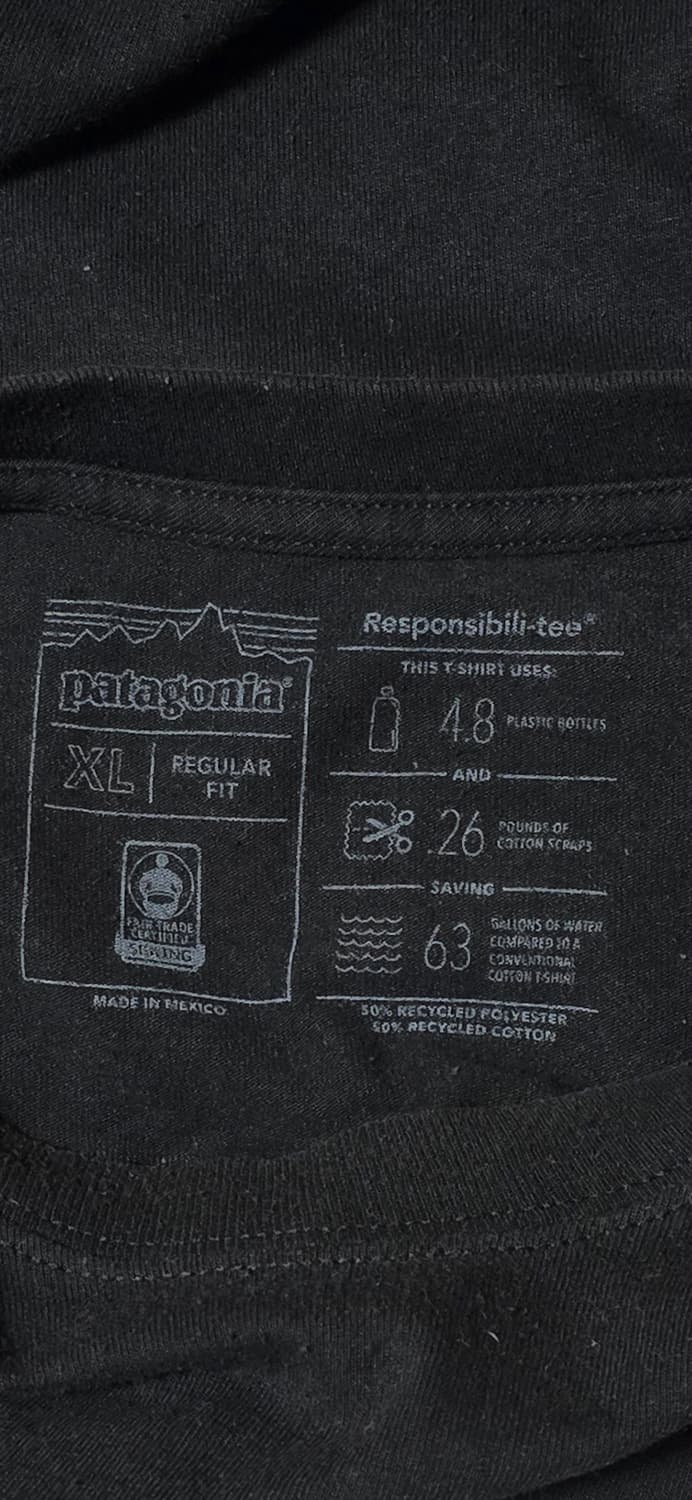 patagonia®
XL
REGULAR
FIT
FAIR TRADE
CERTIFIED
SEWING
MADE IN MEXICO
Responsibili-tee®
THIS T-SHIRT USES:
4.8 PLASTIC BOTTLES
AND
.26 POUNDS OF
COTTON SCRAPS
SAVING
63 GALLONS OF WATER
COMPARED TO A
CONVENTIONAL
COTTON T-SHIRT
50% RECYCLED POLYESTER
50% RECYCLED COTTON